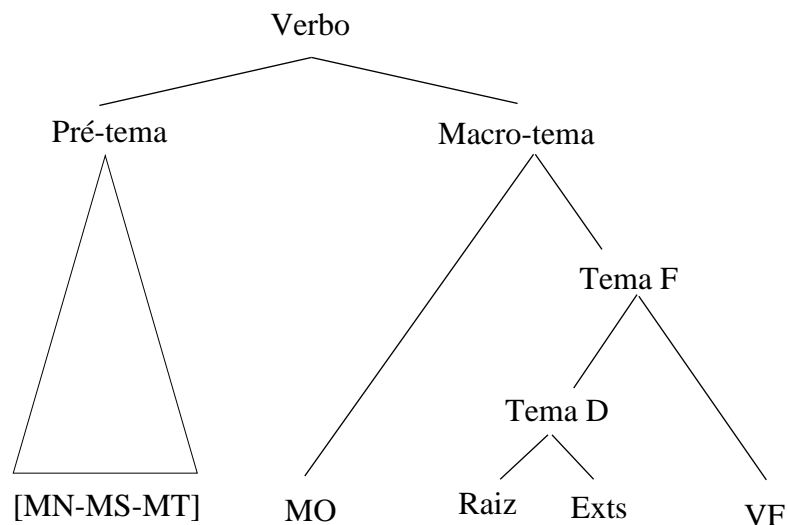 Verbo
Pré-tema Macro-tema
Tema F
Tema D
[MN-MS-MT] MO Raiz Exts VF